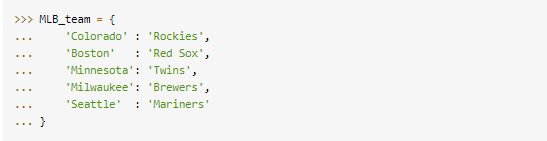 >>> MLB_team = {
...     'Colorado' : 'Rockies',
...     'Boston'   : 'Red Sox',
...     'Minnesota': 'Twins',
...     'Milwaukee': 'Brewers',
...     'Seattle'  : 'Mariners'
... }